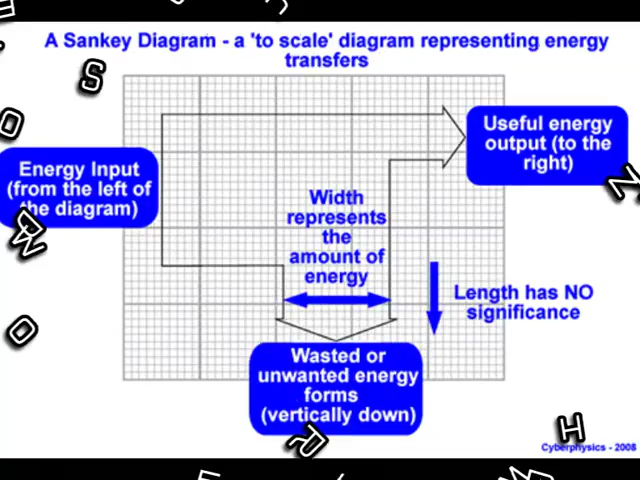 A Sankey Diagram - a 'to scale' diagram representing energy
transfers
Useful energy
output (to the
right)
Energy Input
(from the left of
the diagram)
Width
represents
the
amount of
energy
Length has NO
significance
Wasted or
unwanted energy
forms
(vertically down)
Cyberphysics - 2008
S
O
N
O
H
R